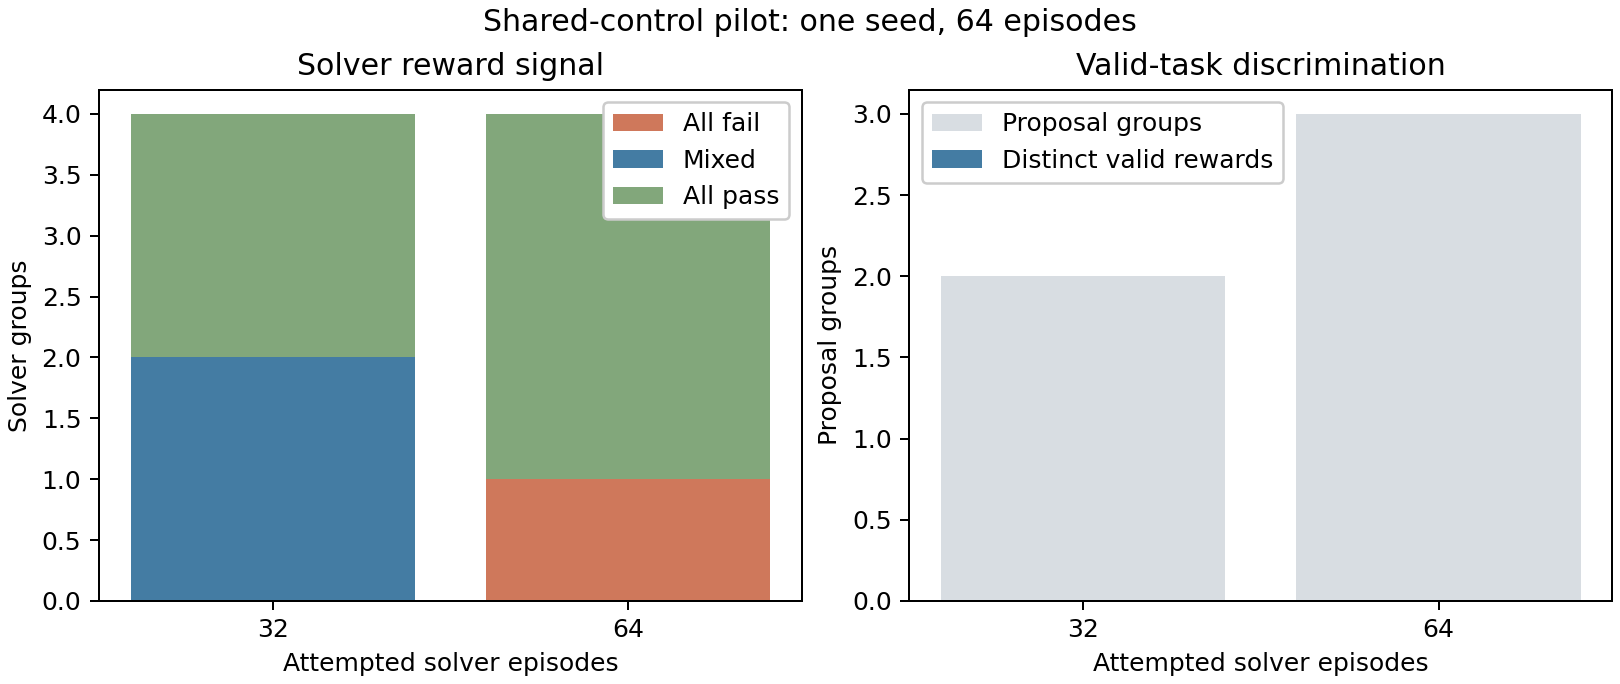 Shared-control pilot: one seed, 64 episodes
Solver reward signal
4.0
3.5
3.0
2.5
2.0
1.5
1.0
0.5
0.0
Solver groups
All fail
Mixed
All pass
32
64
Attempted solver episodes
Valid-task discrimination
3.0
2.5
2.0
1.5
1.0
0.5
0.0
Proposal groups
Proposal groups
Distinct valid rewards
32
64
Attempted solver episodes